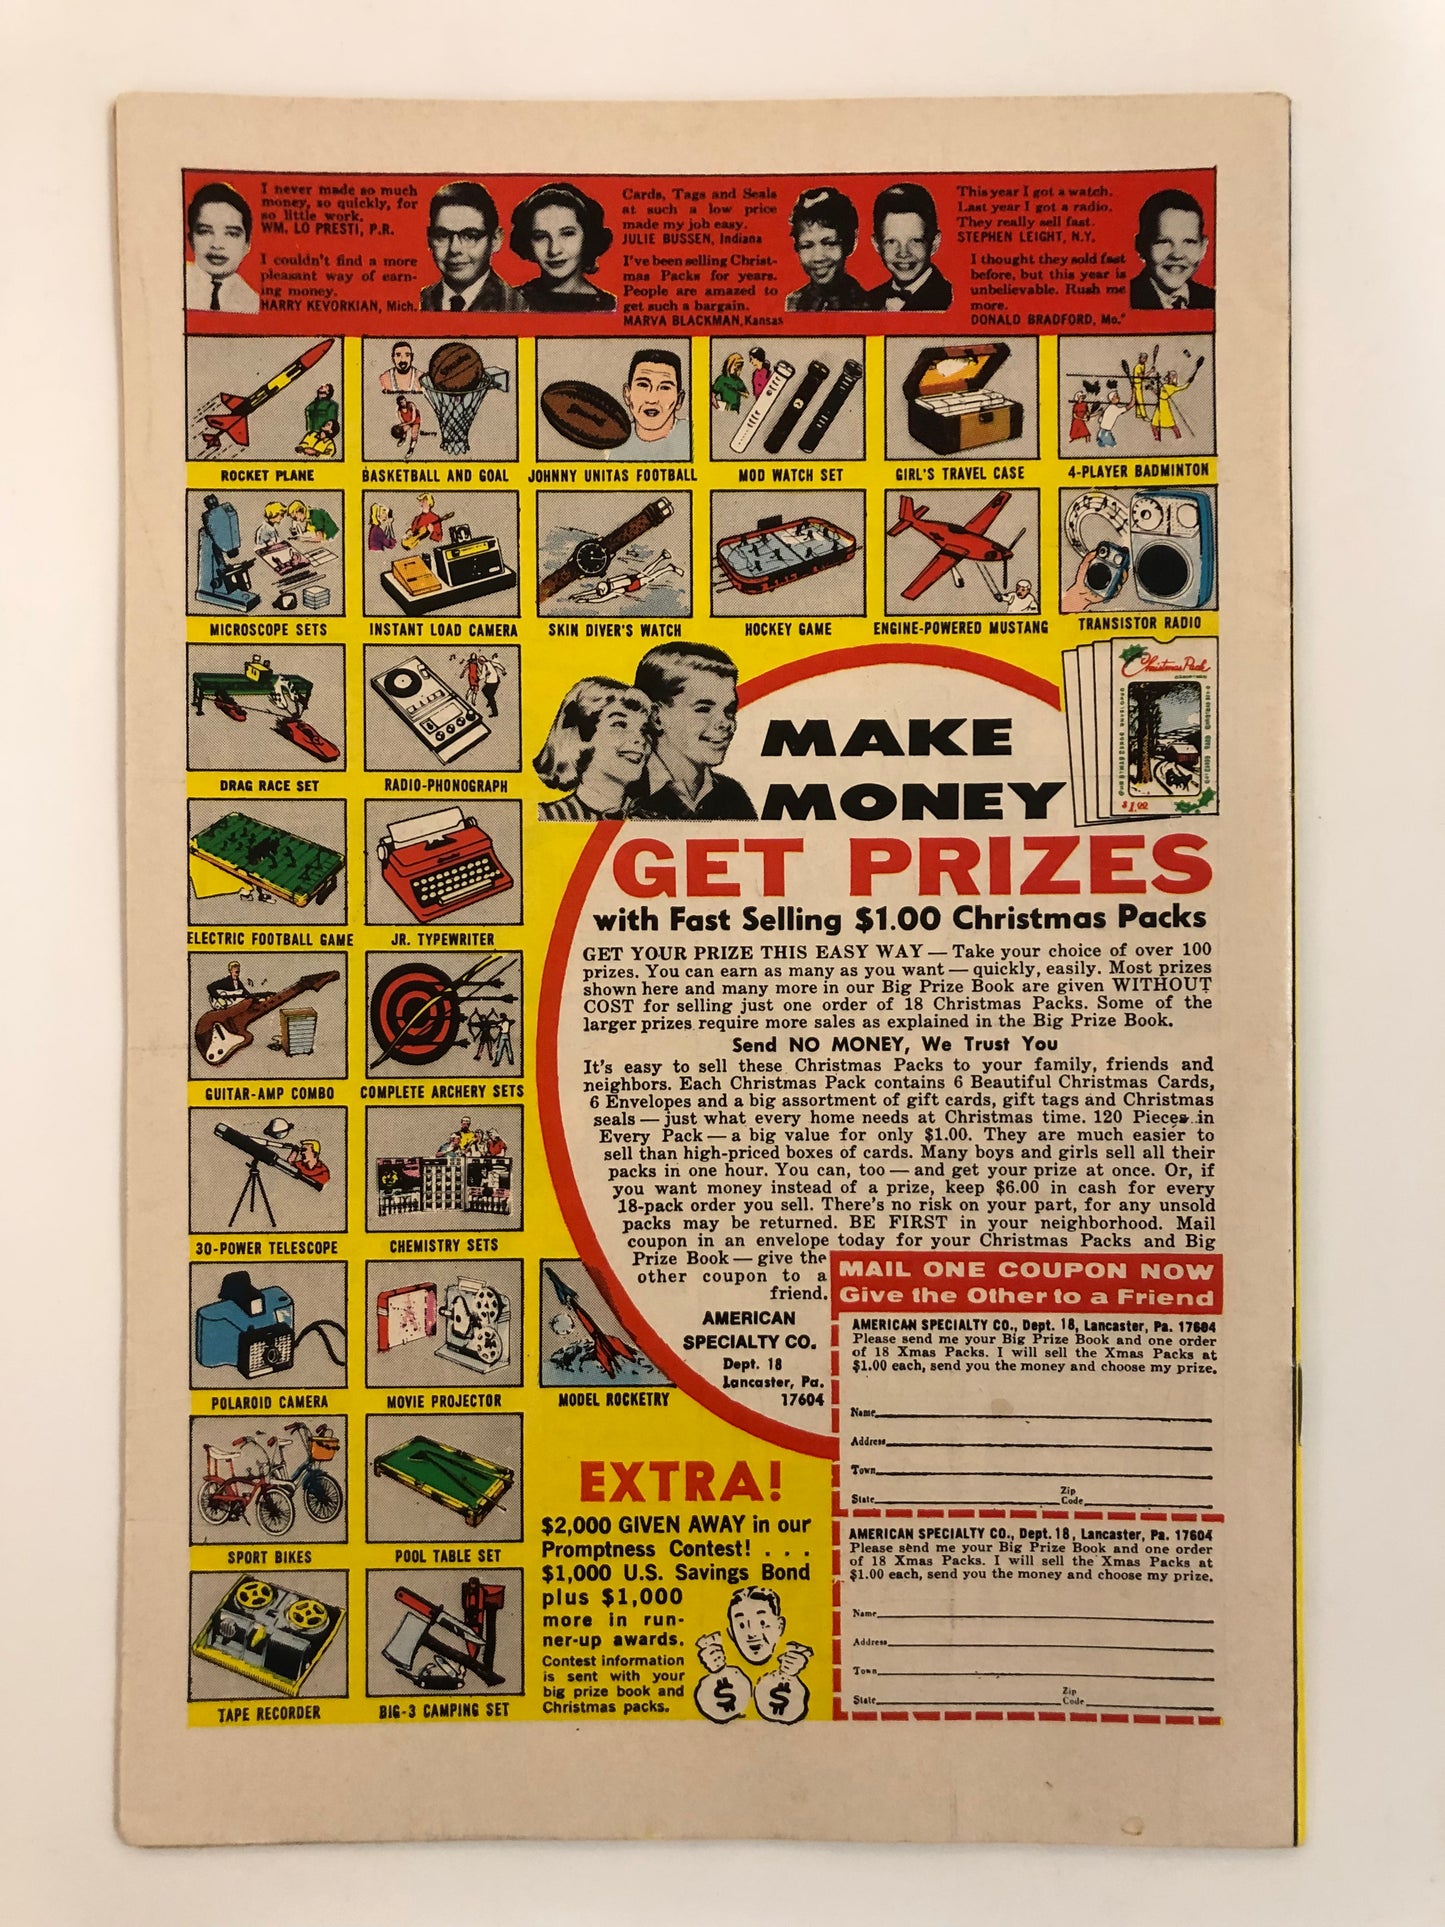 I never made so much
money, so quickly, for
so little work.
WM. LO PRESTI, P.R.
I couldn't find a more
pleasant way of earn-
ing money.
HARRY KEVORKIAN, Mich.
Cards, Tags and Seals
at such a low price
made my job easy.
JULIE BUSSEN, Indiana
I've been selling Christ-
mas Packs for years.
People are amazed to
get such a bargain.
MARVA BLACKMAN, Kansas
This year I got a watch.
Last year I got a radio.
They really sell fast.
STEPHEN LEIGHT, N.Y.
I thought they sold fast
before, but this year is
unbelievable. Rush me
more.
DONALD BRADFORD, Mo."
ROCKET PLANE
BASKETBALL AND GOAL
JOHNNY UNITAS FOOTBALL
MOD WATCH SET
GIRL'S TRAVEL CASE
4-PLAYER BADMINTON
MICROSCOPE SETS
INSTANT LOAD CAMERA
SKIN DIVER'S WATCH
HOCKEY GAME
ENGINE-POWERED MUSTANG
TRANSISTOR RADIO
DRAG RACE SET
RADIO-PHONOGRAPH
ELECTRIC FOOTBALL GAME
JR. TYPEWRITER
GUITAR-AMP COMBO
COMPLETE ARCHERY SETS
30-POWER TELESCOPE
CHEMISTRY SETS
POLAROID CAMERA
MOVIE PROJECTOR
MODEL ROCKETRY
SPORT BIKES
POOL TABLE SET
TAPE RECORDER
BIG-3 CAMPING SET
Christmas Pack
$1.00
MAKE
MONEY
GET PRIZES
with Fast Selling $1.00 Christmas Packs
GET YOUR PRIZE THIS EASY WAY — Take your choice of over 100
prizes. You can earn as many as you want — quickly, easily. Most prizes
shown here and many more in our Big Prize Book are given WITHOUT
COST for selling just one order of 18 Christmas Packs. Some of the
larger prizes require more sales as explained in the Big Prize Book.
Send NO MONEY, We Trust You
It's easy to sell these Christmas Packs to your family, friends and
neighbors. Each Christmas Pack contains 6 Beautiful Christmas Cards,
6 Envelopes and a big assortment of gift cards, gift tags and Christmas
seals — just what every home needs at Christmas time. 120 Pieces in
Every Pack — a big value for only $1.00. They are much easier to
sell than high-priced boxes of cards. Many boys and girls sell all their
packs in one hour. You can, too — and get your prize at once. Or, if
you want money instead of a prize, keep $6.00 in cash for every
18-pack order you sell. There's no risk on your part, for any unsold
packs may be returned. BE FIRST in your neighborhood. Mail
coupon in an envelope today for your Christmas Packs and Big
Prize Book — give the
other coupon to a
friend.
AMERICAN
SPECIALTY CO.
Dept. 18
Lancaster, Pa.
17604
MAIL ONE COUPON NOW
Give the Other to a Friend
AMERICAN SPECIALTY CO., Dept. 18, Lancaster, Pa. 17604
Please send me your Big Prize Book and one order
of 18 Xmas Packs. I will sell the Xmas Packs at
$1.00 each, send you the money and choose my prize.
Name
Address
Town
State Zip Code
AMERICAN SPECIALTY CO., Dept. 18, Lancaster, Pa. 17604
Please send me your Big Prize Book and one order
of 18 Xmas Packs. I will sell the Xmas Packs at
$1.00 each, send you the money and choose my prize.
Name
Address
Town
State Zip Code
EXTRA!
$2,000 GIVEN AWAY in our
Promptness Contest! . . .
$1,000 U.S. Savings Bond
plus $1,000
more in run-
ner-up awards.
Contest information
is sent with your
big prize book and
Christmas packs.
$ $